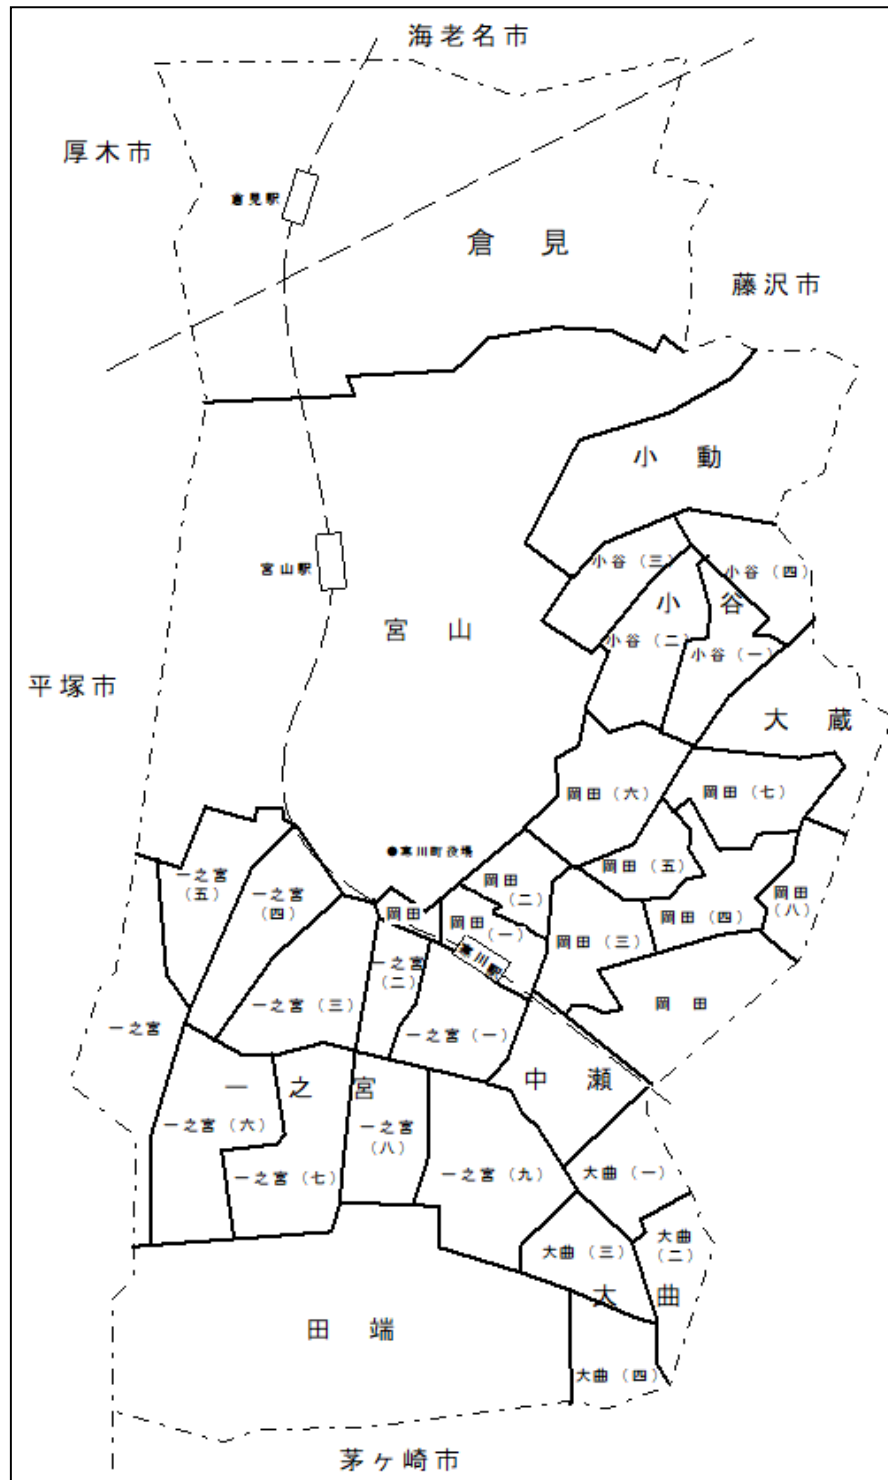 海老名市
厚木市
倉見駅
倉見
藤沢市
小動
宮山駅
小谷(三)
小谷(四)
小谷
宮山
小谷(二)
小谷(一)
平塚市
大蔵
岡田(六)
岡田(七)
●寒川町役場
岡田(五)
一之宮
(五)
一之宮
(四)
岡田
(二)
岡田
(八)
岡田
岡田(一)
岡田(四)
岡田(三)
寒川駅
一之宮
(二)
一之宮(三)
岡田
一之宮
一之宮(一)
一之宮
中瀬
一之宮(六)
一之宮
(八)
一之宮(七)
一之宮(九)
大曲(一)
大曲
(二)
大曲(三)
大曲
田端
大曲(四)
茅ヶ崎市